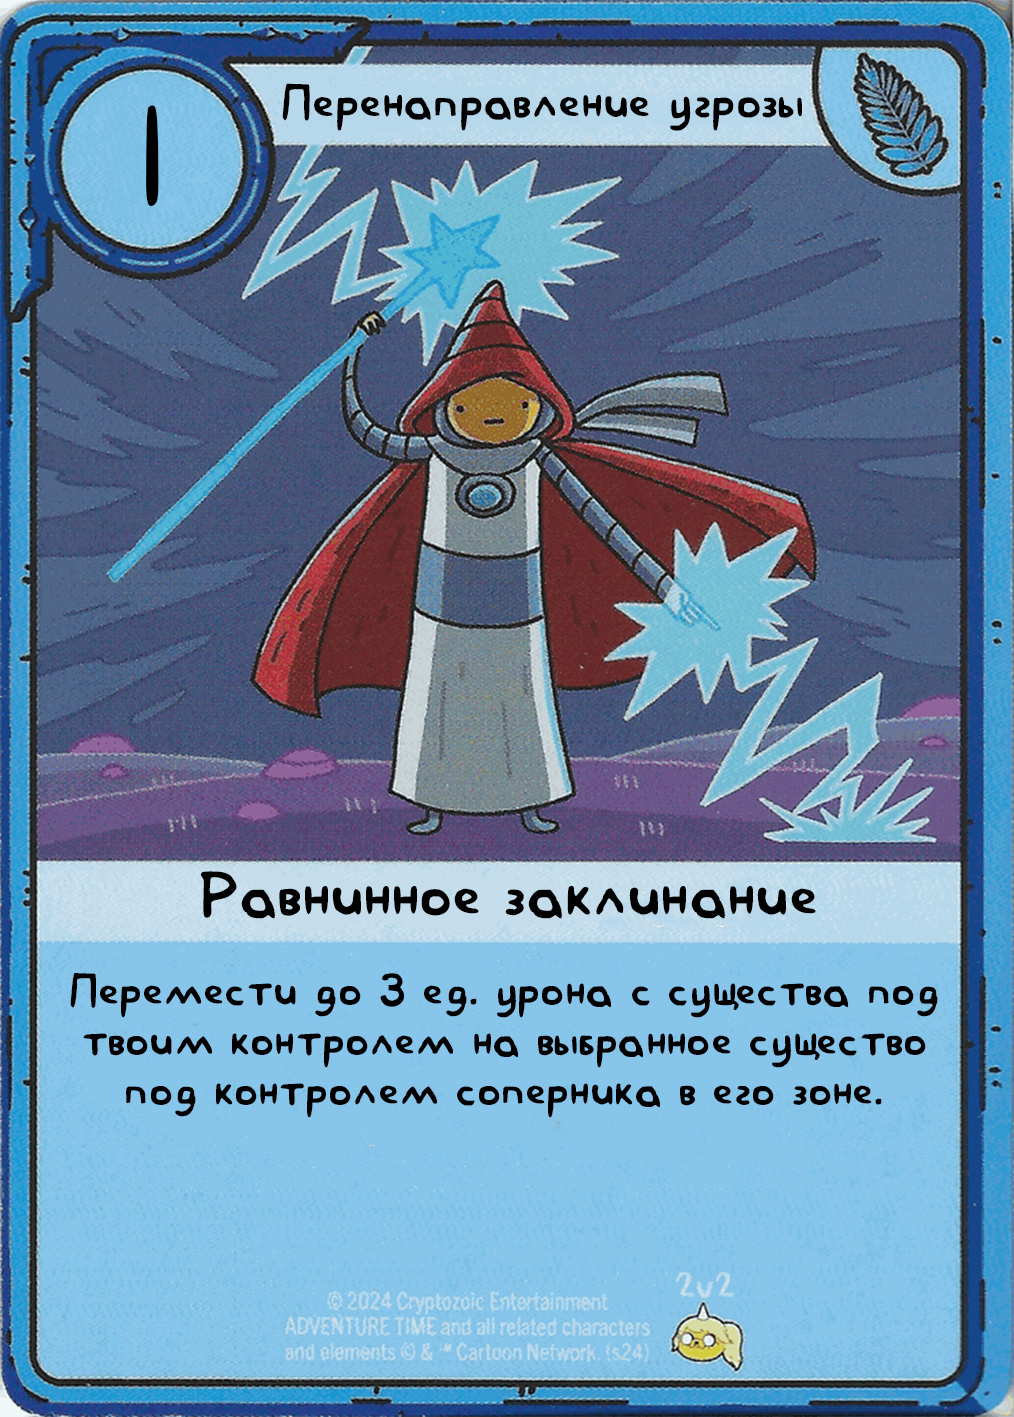 1
Перенаправление угрозы
Равнинное заклинание
Перемести до 3 ед. урона с существа под
твоим контролем на выбранное существо
под контролем соперника в его зоне.
2v2
© 2024 Cryptozoic Entertainment
ADVENTURE TIME and all related characters
and elements © & ™ Cartoon Network. (s24)